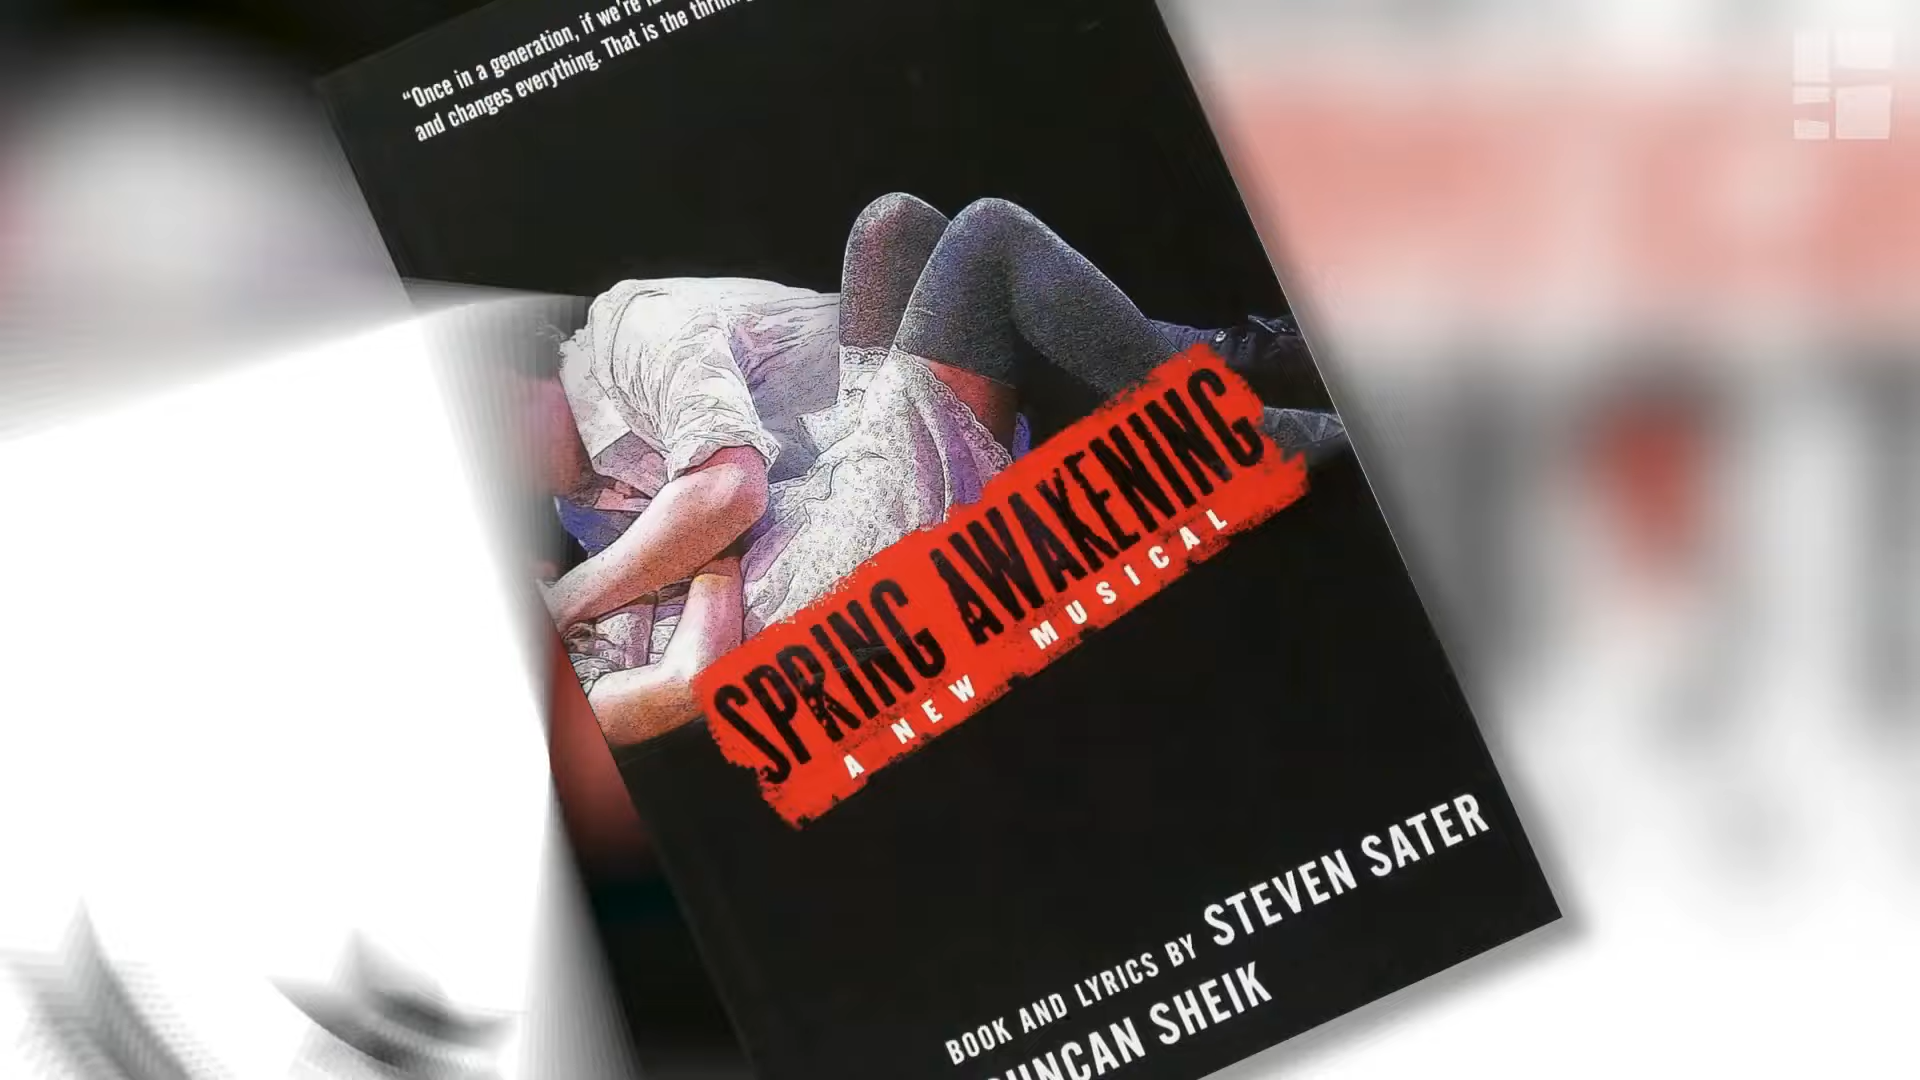 "Once in a generation, if we're
and changes everything. That is the
SPRING AWAKENING
A NEW MUSICAL
BOOK AND LYRICS BY STEVEN SATER
DUNCAN SHEIK